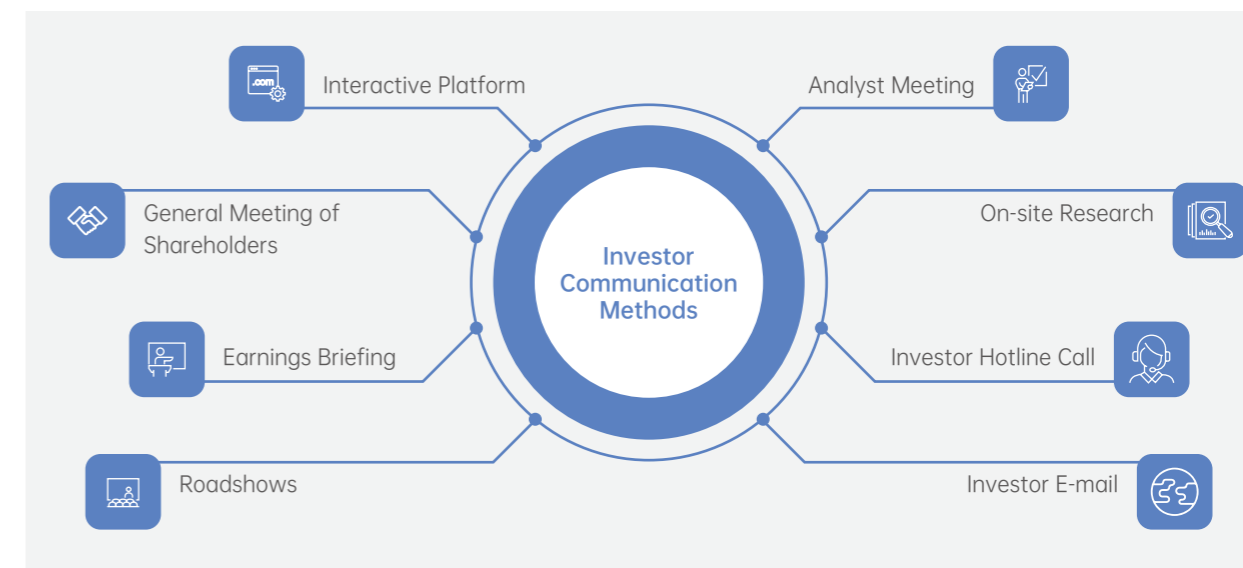 .com
Interactive Platform
Analyst Meeting
General Meeting of
Shareholders
On-site Research
Investor
Communication
Methods
Earnings Briefing
Investor Hotline Call
Roadshows
Investor E-mail